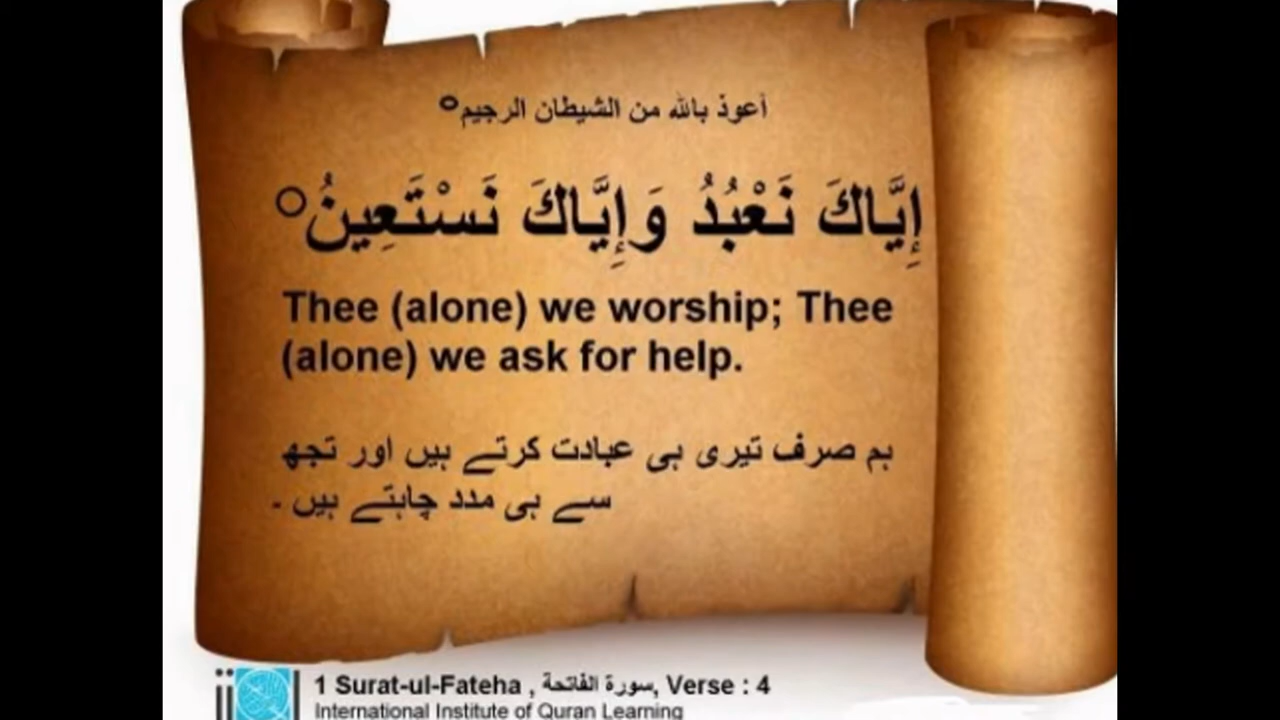 أعوذ بالله من الشيطان الرجيم○
إِيَّاكَ نَعْبُدُ وَإِيَّاكَ نَسْتَعِينُ○
Thee (alone) we worship; Thee
(alone) we ask for help.
ہم صرف تیری ہی عبادت کرتے ہیں اور تجھ
سے ہی مدد چاہتے ہیں ۔
1 Surat-ul-Fateha , سورة الفاتحة, Verse : 4
International Institute of Quran Learning